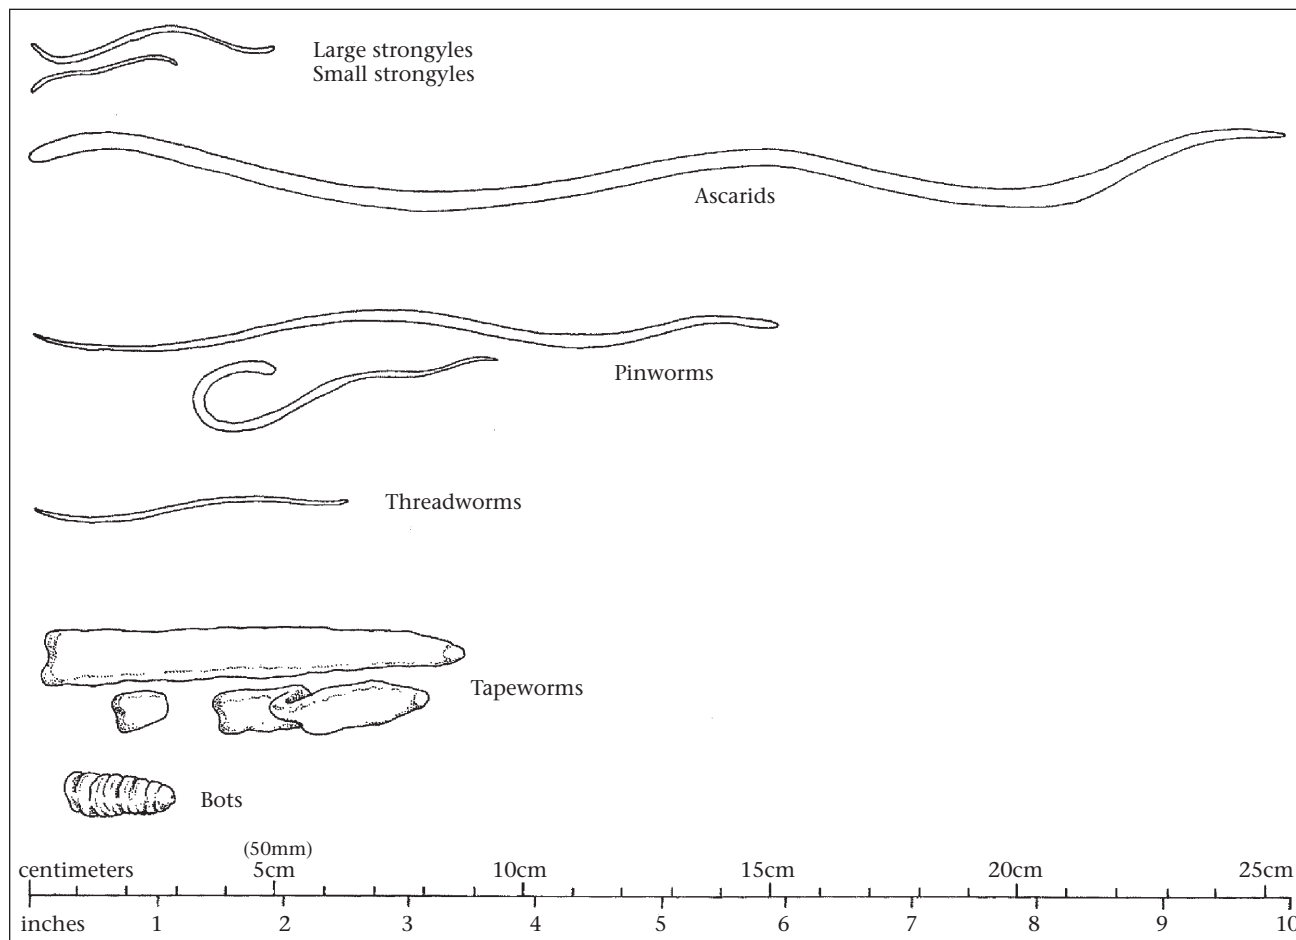 Large strongyles
Small strongyles
Ascarids
Pinworms
Threadworms
Tapeworms
Bots
(50mm)
centimeters 5cm 10cm 15cm 20cm 25cm
inches 1 2 3 4 5 6 7 8 9 10